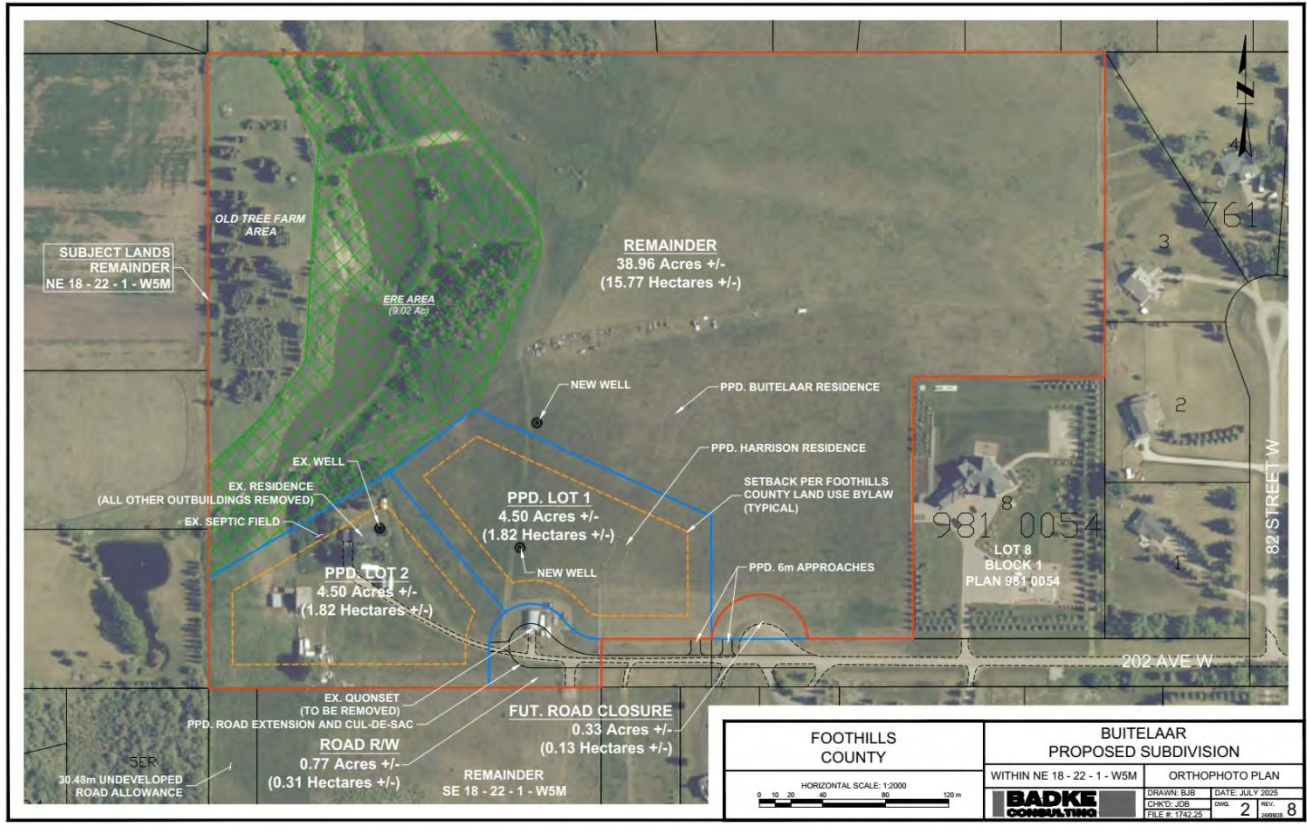 N
4
761
3
OLD TREE FARM
AREA
SUBJECT LANDS
REMAINDER
NE 18 - 22 - 1 - W5M
REMAINDER
38.96 Acres +/-
(15.77 Hectares +/-)
ERE AREA
(9.02 Ac)
NEW WELL
PPD. BUITELAAR RESIDENCE
2
PPD. HARRISON RESIDENCE
EX. WELL
EX. RESIDENCE
(ALL OTHER OUTBUILDINGS REMOVED)
EX. SEPTIC FIELD
SETBACK PER FOOTHILLS
COUNTY LAND USE BYLAW
(TYPICAL)
PPD. LOT 1
4.50 Acres +/-
(1.82 Hectares +/-)
8
981 0054
LOT 8
BLOCK 1
PLAN 981 0054
82 STREET W
1
NEW WELL
PPD. 6m APPROACHES
PPD. LOT 2
4.50 Acres +/-
(1.82 Hectares +/-)
202 AVE W
EX. QUONSET
(TO BE REMOVED)
PPD. ROAD EXTENSION AND CUL-DE-SAC
FUT. ROAD CLOSURE
0.33 Acres +/-
(0.13 Hectares +/-)
ROAD R/W
0.77 Acres +/-
(0.31 Hectares +/-)
5ER
30.48m UNDEVELOPED
ROAD ALLOWANCE
REMAINDER
SE 18 - 22 - 1 - W5M
FOOTHILLS
COUNTY
HORIZONTAL SCALE: 1:2000
0 10 20 40 80 120 m
BUITELAAR
PROPOSED SUBDIVISION
WITHIN NE 18 - 22 - 1 - W5M
ORTHOPHOTO PLAN
BADKE
CONSULTING
DRAWN: BJB
DATE: JULY 2025
CHK'D: JDB
FILE #: 1742.25
DWG. 2
REV. 8